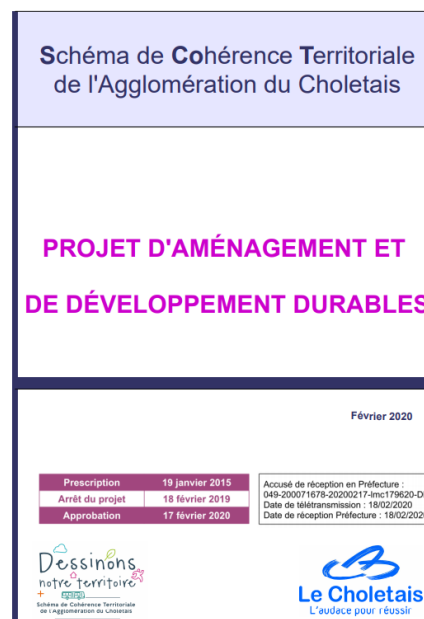 Schéma de Cohérence Territoriale
de l'Agglomération du Choletais
PROJET D'AMÉNAGEMENT ET
DE DÉVELOPPEMENT DURABLES
Février 2020
Prescription 19 janvier 2015
Arrêt du projet 18 février 2019
Approbation 17 février 2020
Accusé de réception en Préfecture :
049-200071678-20200217-lmc179620-DE
Date de télétransmission : 18/02/2020
Date de réception Préfecture : 18/02/2020
Dessinons
notre territoire
Schéma de Cohérence Territoriale
de l'Agglomération du Choletais
Le Choletais
L'audace pour réussir